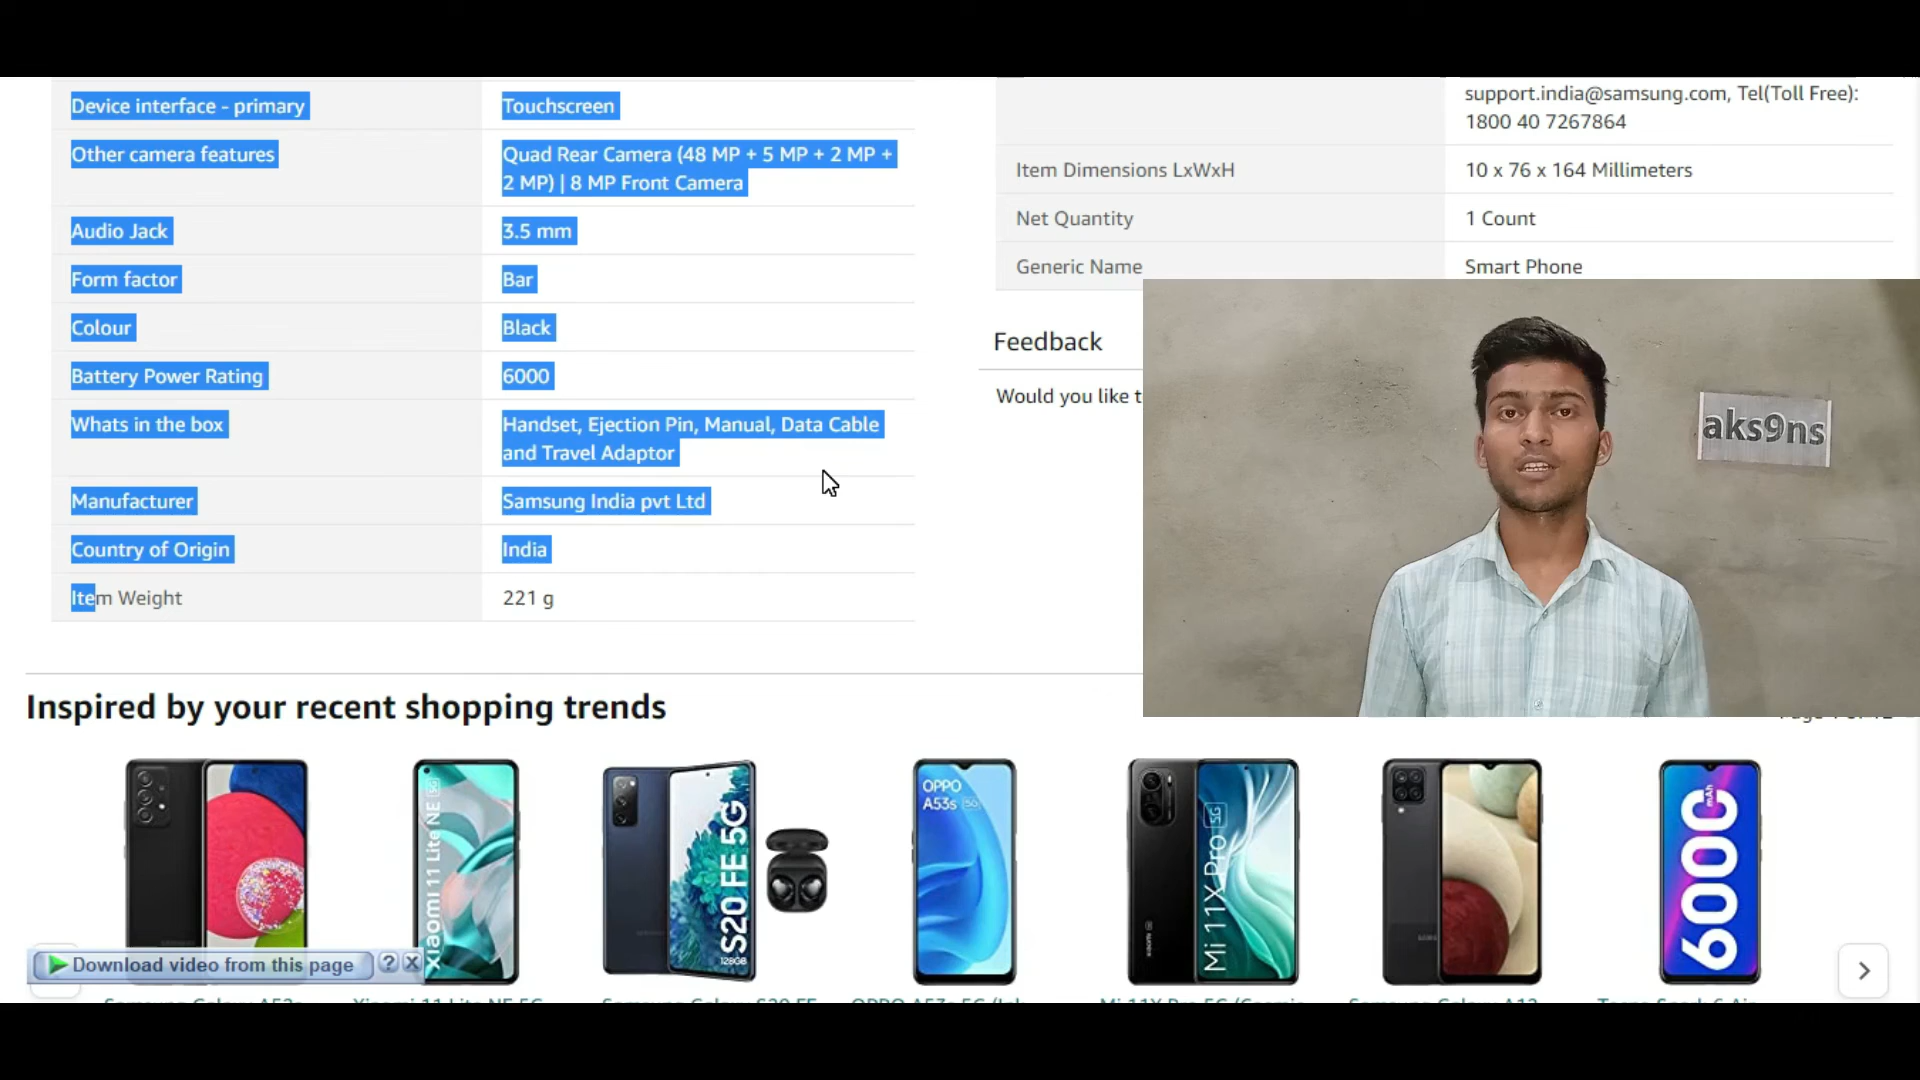 Device interface - primary
Touchscreen
Other camera features
Quad Rear Camera (48 MP + 5 MP + 2 MP +
2 MP) | 8 MP Front Camera
Audio Jack
3.5 mm
Form factor
Bar
Colour
Black
Battery Power Rating
6000
Whats in the box
Handset, Ejection Pin, Manual, Data Cable
and Travel Adaptor
Manufacturer
Samsung India pvt Ltd
Country of Origin
India
Item Weight
221 g
support.india@samsung.com, Tel(Toll Free):
1800 40 7267864
Item Dimensions LxWxH
10 x 76 x 164 Millimeters
Net Quantity
1 Count
Generic Name
Smart Phone
Feedback
Would you like t
aks9ns
Inspired by your recent shopping trends
Xiaomi 11 Lite NE 5G
S20 FE 5G
128GB
OPPO
A53s 5G
Mi 11X Pro 5G
6000
mAh
Download video from this page
? X